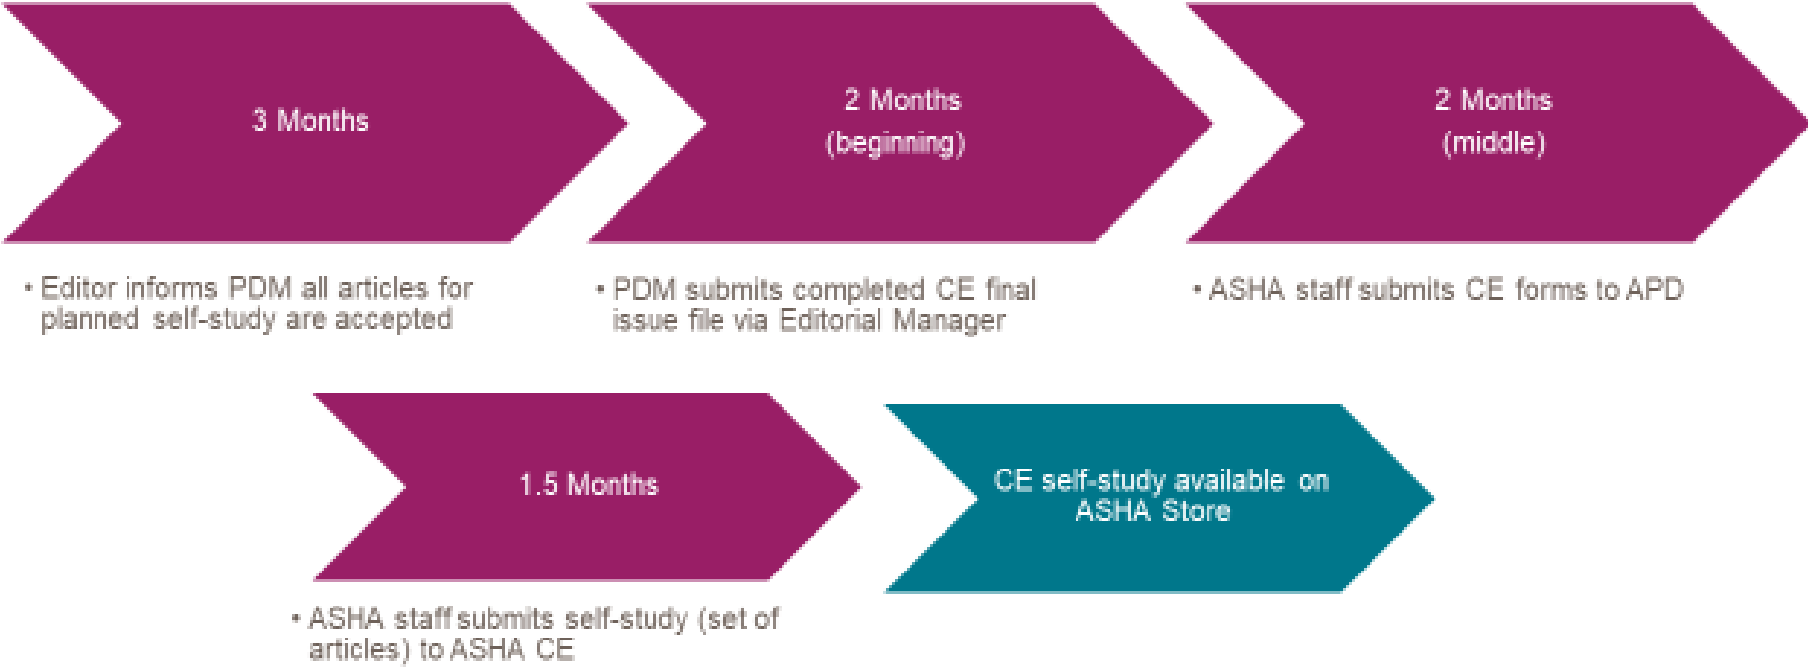 3 Months
2 Months
(beginning)
2 Months
(middle)
• Editor informs PDM all articles for
planned self-study are accepted
• PDM submits completed CE final
issue file via Editorial Manager
• ASHA staff submits CE forms to APD
1.5 Months
CE self-study available on
ASHA Store
• ASHA staff submits self-study (set of
articles) to ASHA CE